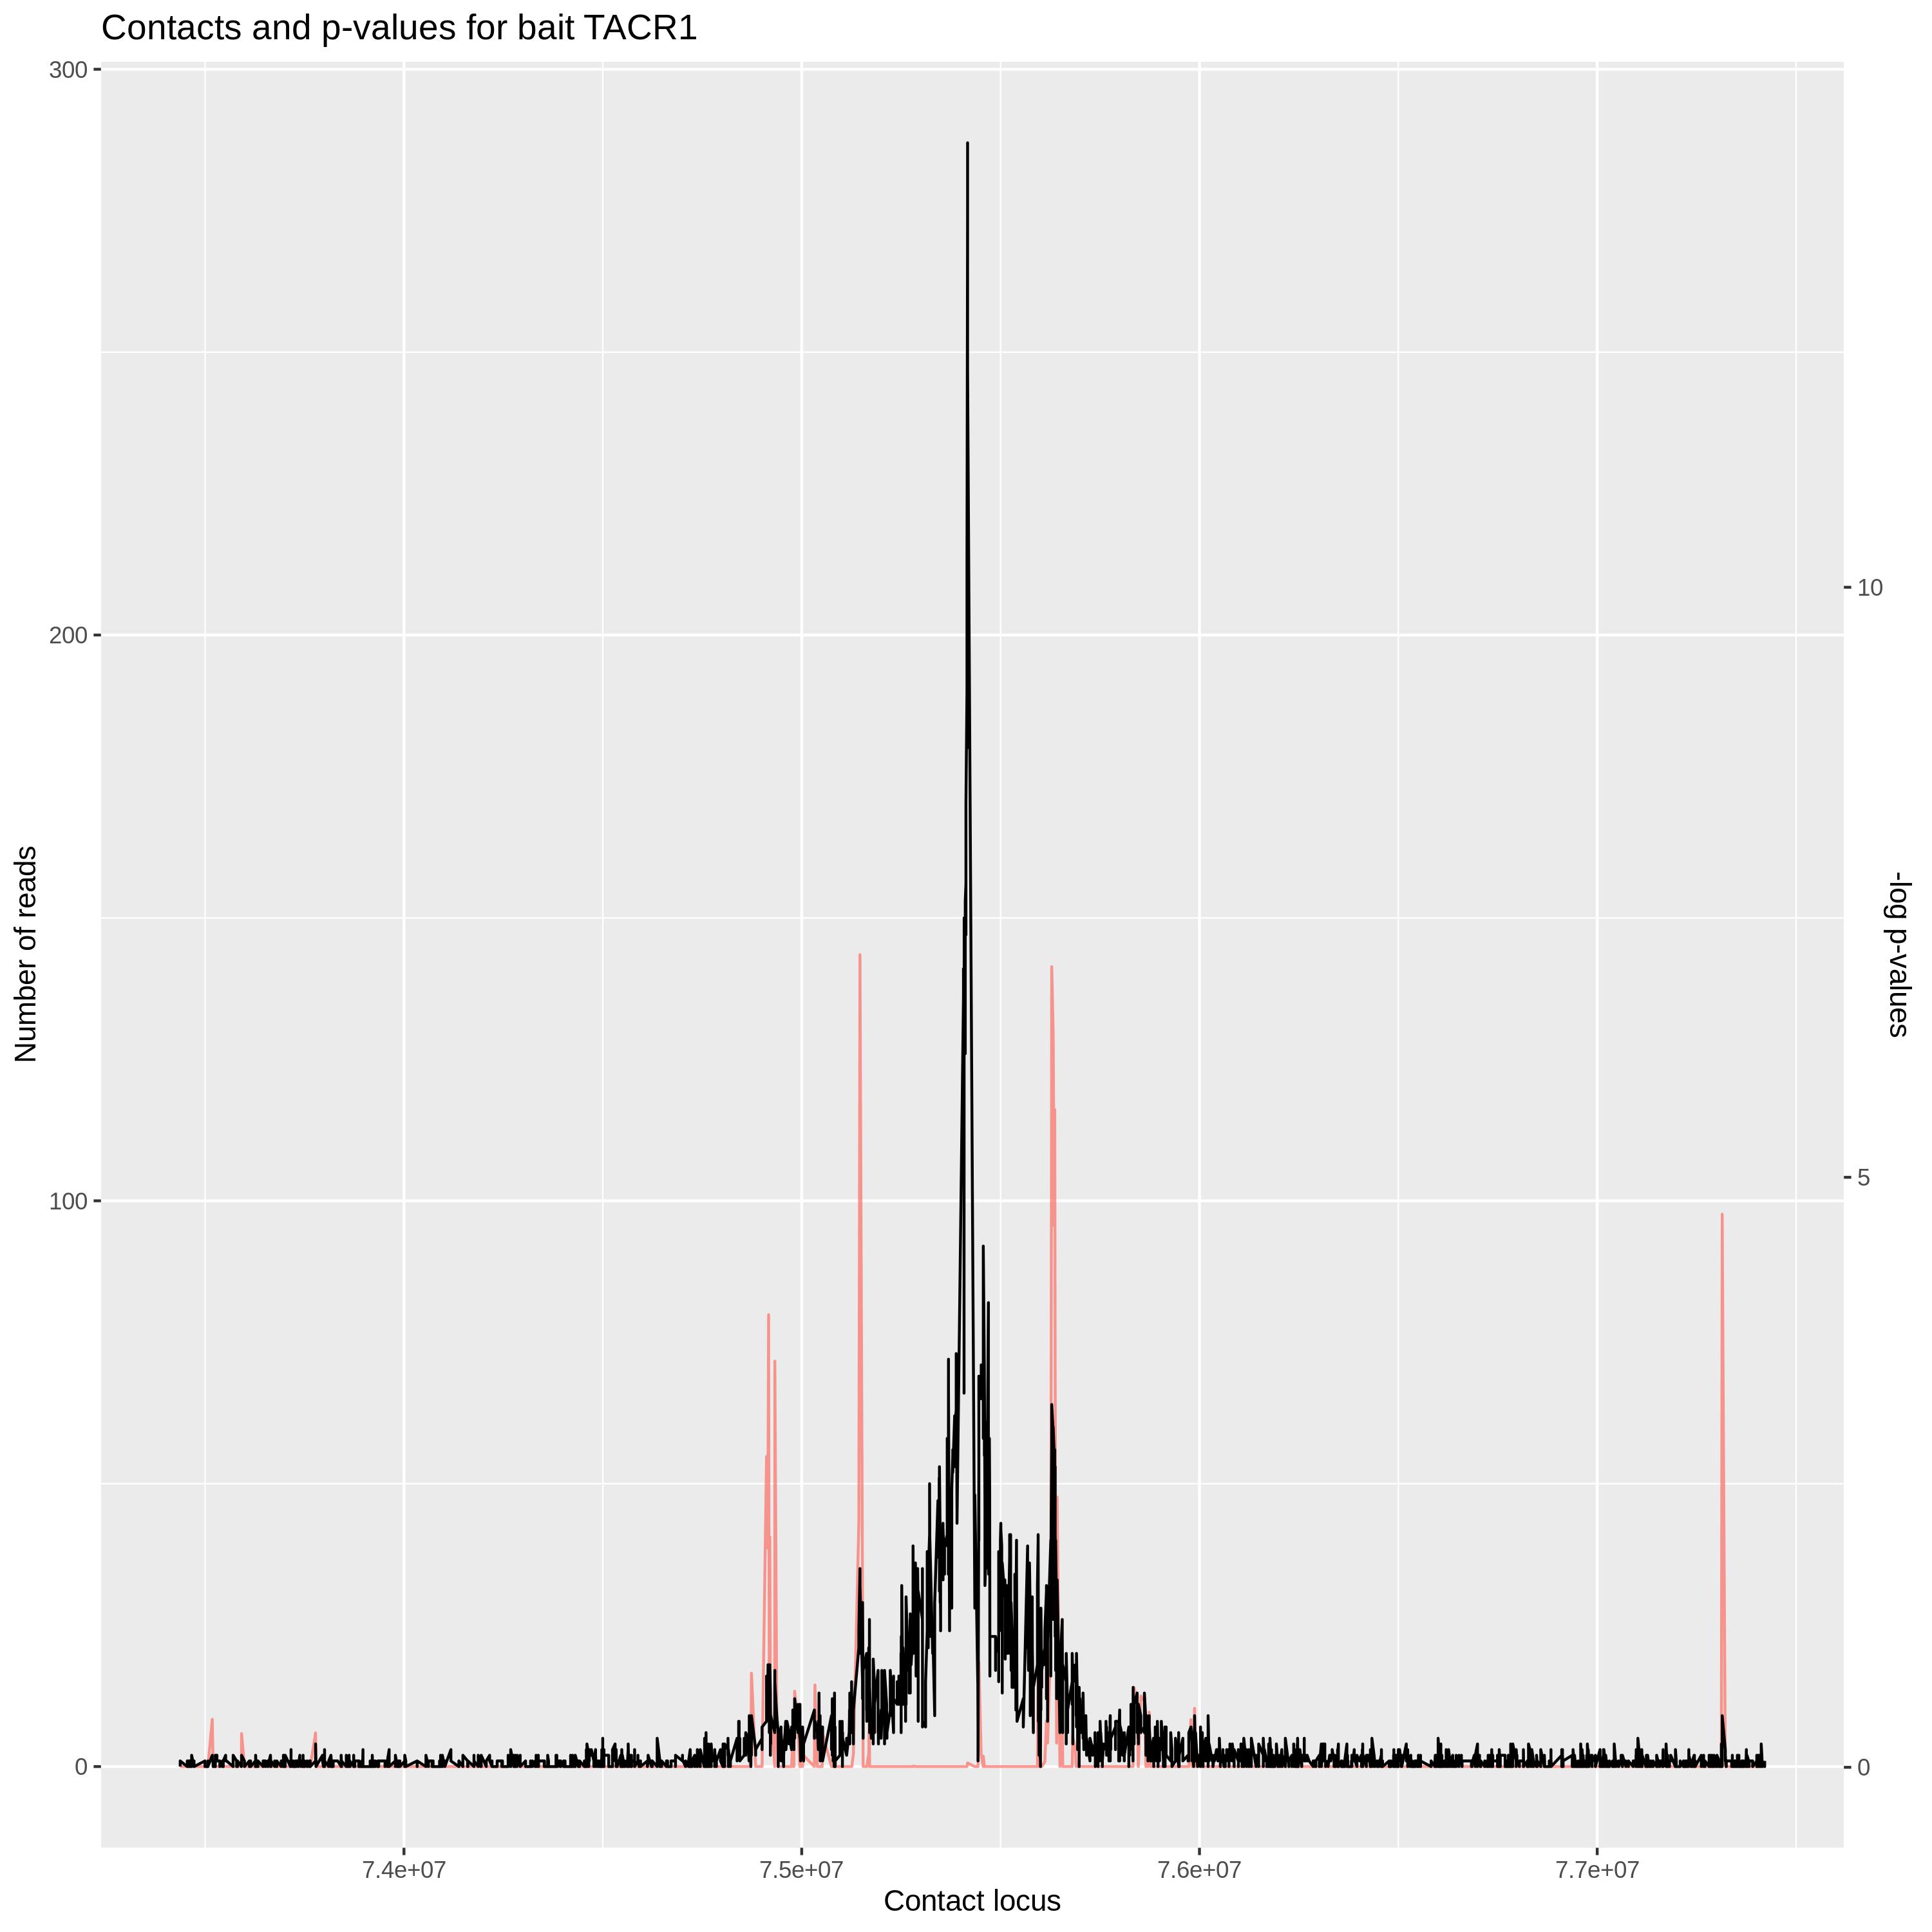 Contacts and p-values for bait TACR1
300
200
100
0
Number of reads
10
5
0
-log p-values
7.4e+07
7.5e+07
7.6e+07
7.7e+07
Contact locus